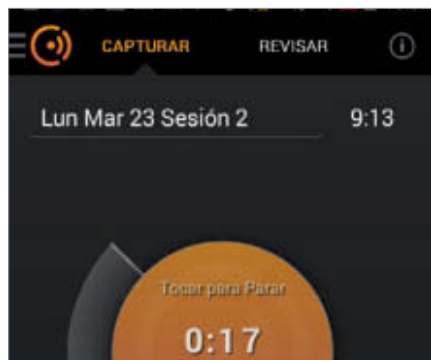 CAPTURAR REVISAR
Lun Mar 23 Sesión 2 9:13
Tocar para Parar
0:17